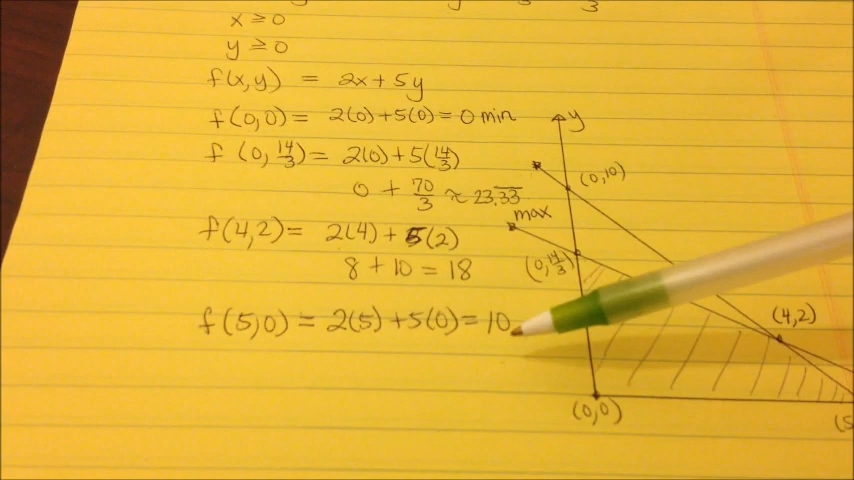 x ≥ 0
y ≥ 0
f(x,y) = 2x + 5y
f(0,0) = 2(0) + 5(0) = 0 min
f (0, 14/3) = 2(0) + 5(14/3)
0 + 70/3 ≈ 23.33
max
f(4,2) = 2(4) + 5(2)
8 + 10 = 18
f(5,0) = 2(5) + 5(0) = 10
y
(0,10)
(0, 14/3)
(4,2)
(0,0)
(5